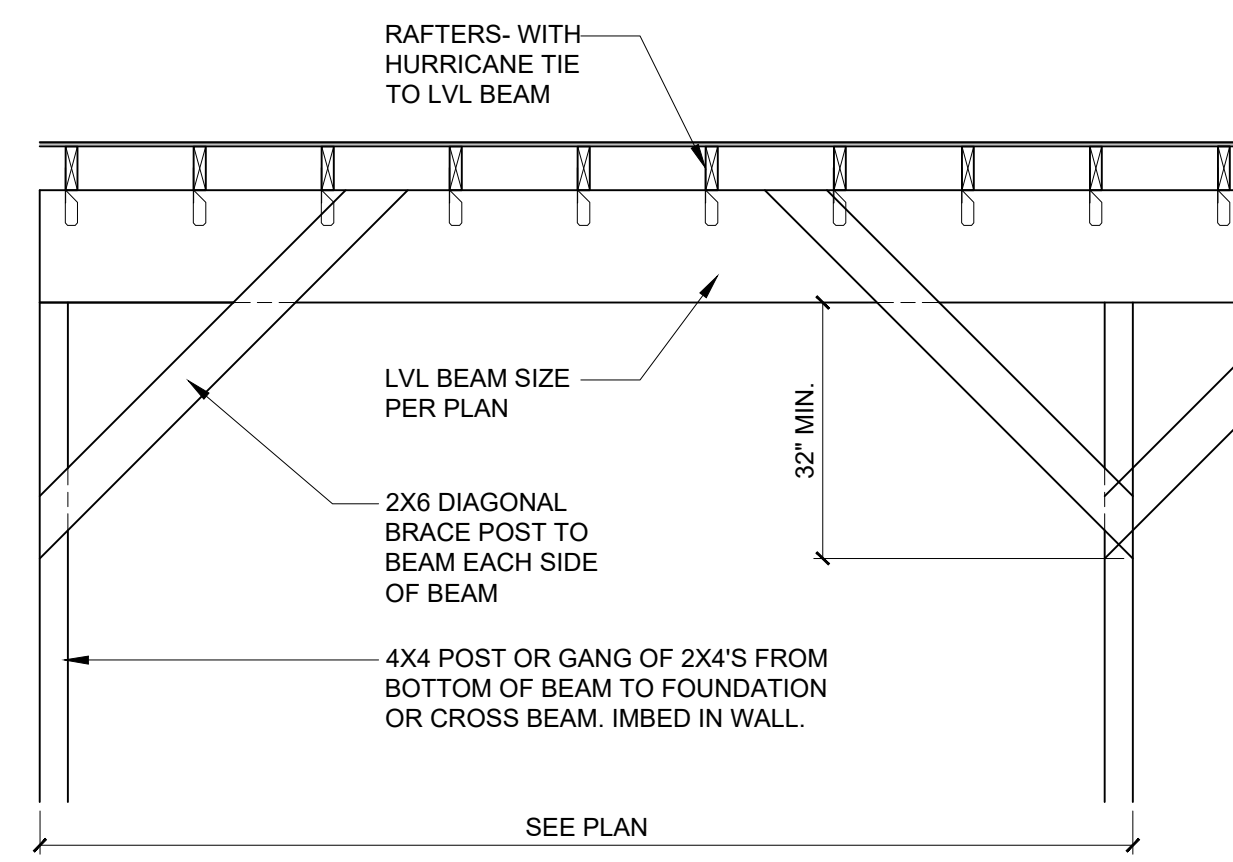 RAFTERS- WITH
HURRICANE TIE
TO LVL BEAM
LVL BEAM SIZE
PER PLAN
32" MIN.
2X6 DIAGONAL
BRACE POST TO
BEAM EACH SIDE
OF BEAM
4X4 POST OR GANG OF 2X4'S FROM
BOTTOM OF BEAM TO FOUNDATION
OR CROSS BEAM. IMBED IN WALL.
SEE PLAN